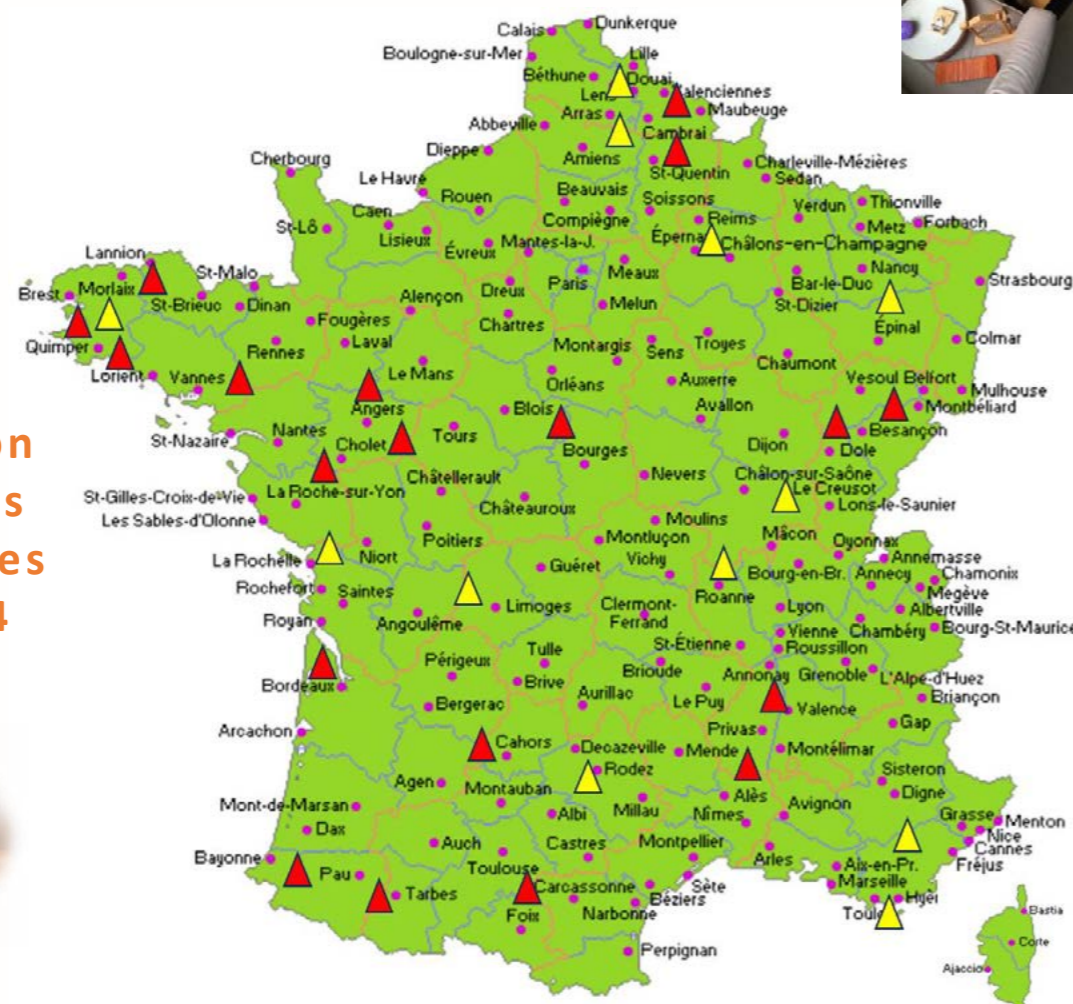 Dunkerque
Calais
Boulogne-sur-Mer
Lille
Béthune
Douai
Lens
Valenciennes
Arras
Maubeuge
Abbeville
Cambrai
Dieppe
Amiens
Charleville-Mézières
Cherbourg
St-Quentin
Sedan
Le Havre
Beauvais
Soissons
Rouen
Verdun
Thionville
Caen
Compiègne
Reims
Forbach
St-Lô
Metz
Lisieux
Évreux
Mantes-la-J.
Châlons-en-Champagne
Lannion
Meaux
Nancy
St-Malo
Paris
Bar-le-Duc
Strasbourg
Brest
Morlaix
St-Brieuc
Dinan
Alençon
Dreux
Melun
St-Dizier
Fougères
Chartres
Épinal
Quimper
Rennes
Laval
Montargis
Sens
Troyes
Colmar
Chaumont
Lorient
Vannes
Le Mans
Orléans
Auxerre
Vesoul
Belfort
Mulhouse
Angers
Blois
Avallon
Montbéliard
on
St-Nazaire
Nantes
Cholet
Tours
Bourges
Dijon
Besançon
Dole
s
St-Gilles-Croix-de-Vie
La Roche-sur-Yon
Châtellerault
Nevers
Châlon-sur-Saône
Le Creusot
Les Sables-d'Olonne
Châteauroux
Moulins
Lons-le-Saunier
es
La Rochelle
Niort
Poitiers
Montluçon
Mâcon
Oyonnax
Annemasse
Rochefort
Guéret
Vichy
Bourg-en-Br.
Annecy
Chamonix
Saintes
Roanne
Megève
4
Royan
Angoulême
Limoges
Clermont-
Ferrand
Lyon
Albertville
Vienne
Chambéry
Bourg-St-Maurice
Tulle
St-Étienne
Roussillon
Périgueux
Brioude
Annonay
Grenoble
L'Alpe-d'Huez
Bordeaux
Brive
Aurillac
Le Puy
Briançon
Bergerac
Valence
Arcachon
Privas
Gap
Cahors
Decazeville
Mende
Montélimar
Rodez
Sisteron
Agen
Montauban
Digne
Mont-de-Marsan
Millau
Alès
Avignon
Albi
Nîmes
Grasse
Menton
Dax
Nice
Auch
Castres
Montpellier
Cannes
Bayonne
Toulouse
Arles
Aix-en-Pr.
Fréjus
Pau
Carcassonne
Sète
Marseille
Tarbes
Béziers
Foix
Narbonne
Bastia
Perpignan
Corte
Ajaccio